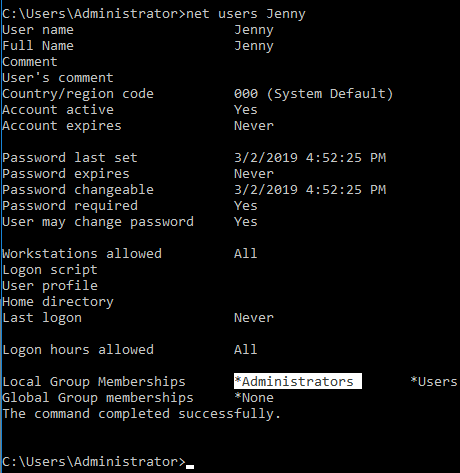 C:\Users\Administrator>net users Jenny
User name                    Jenny
Full Name                    Jenny
Comment
User's comment
Country/region code          000 (System Default)
Account active               Yes
Account expires              Never
Password last set            3/2/2019 4:52:25 PM
Password expires             Never
Password changeable          3/2/2019 4:52:25 PM
Password required            Yes
User may change password     Yes
Workstations allowed         All
Logon script
User profile
Home directory
Last logon                   Never
Logon hours allowed          All
Local Group Memberships      *Administrators       *Users
Global Group memberships     *None
The command completed successfully.
C:\Users\Administrator>